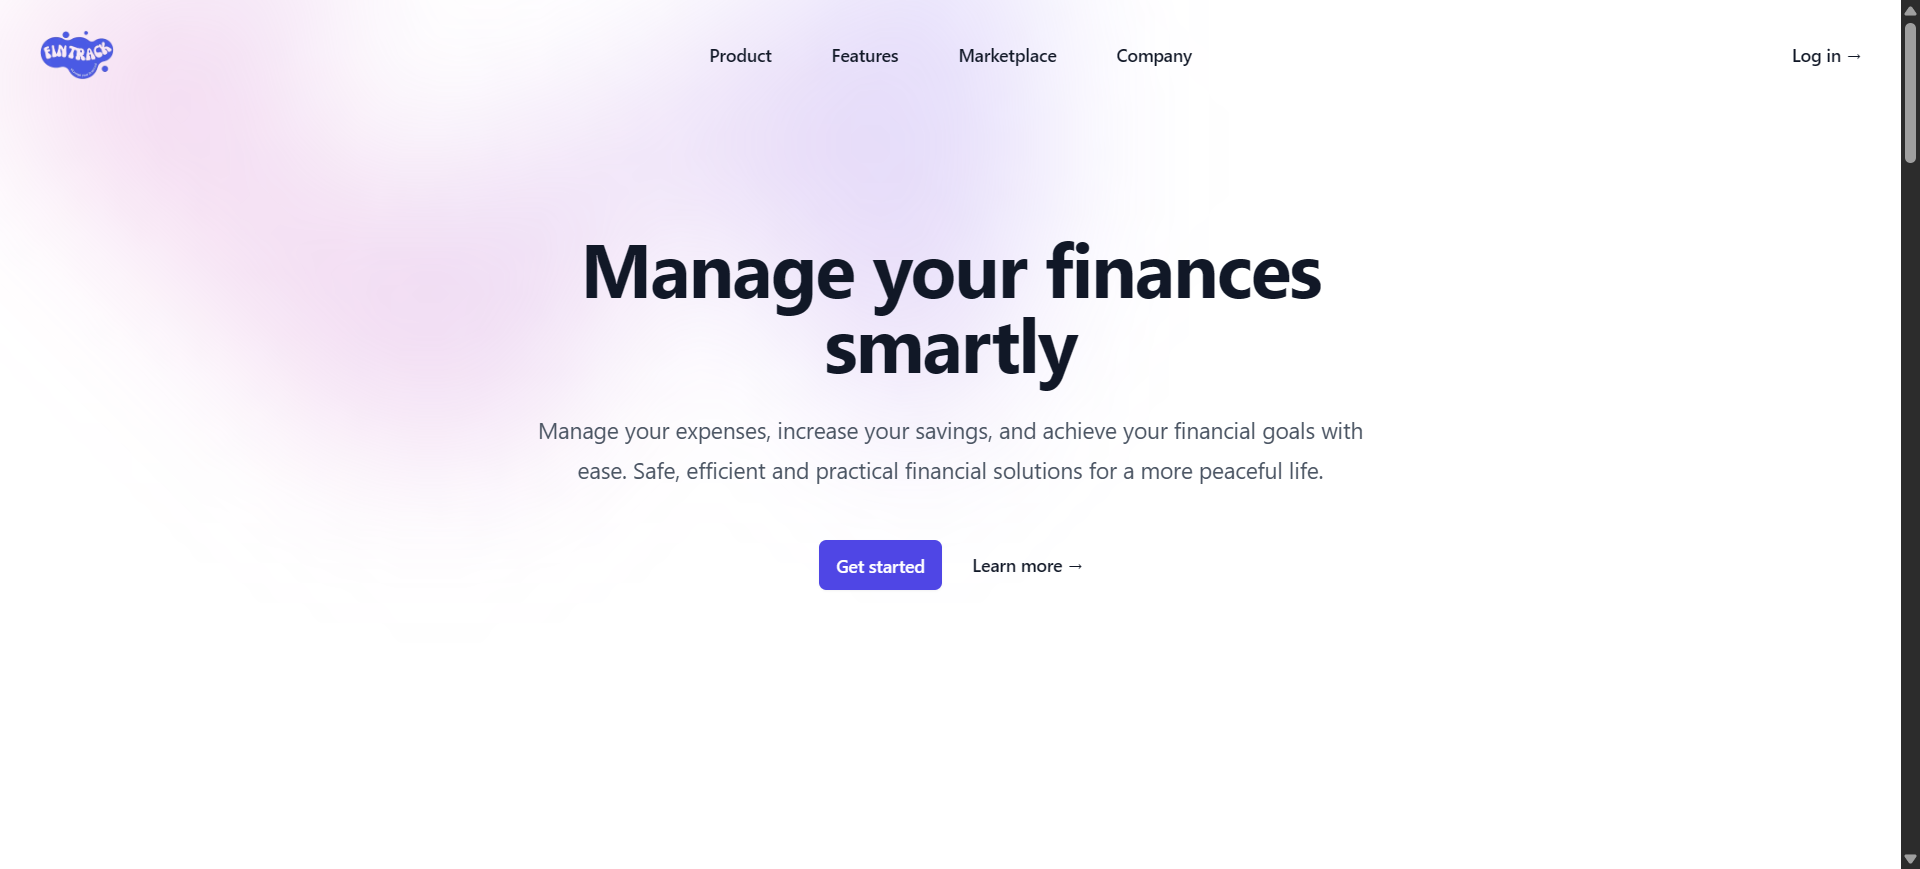 FINTRACK
Product
Features
Marketplace
Company
Log in →
Manage your finances
smartly
Manage your expenses, increase your savings, and achieve your financial goals with
ease. Safe, efficient and practical financial solutions for a more peaceful life.
Get started
Learn more →